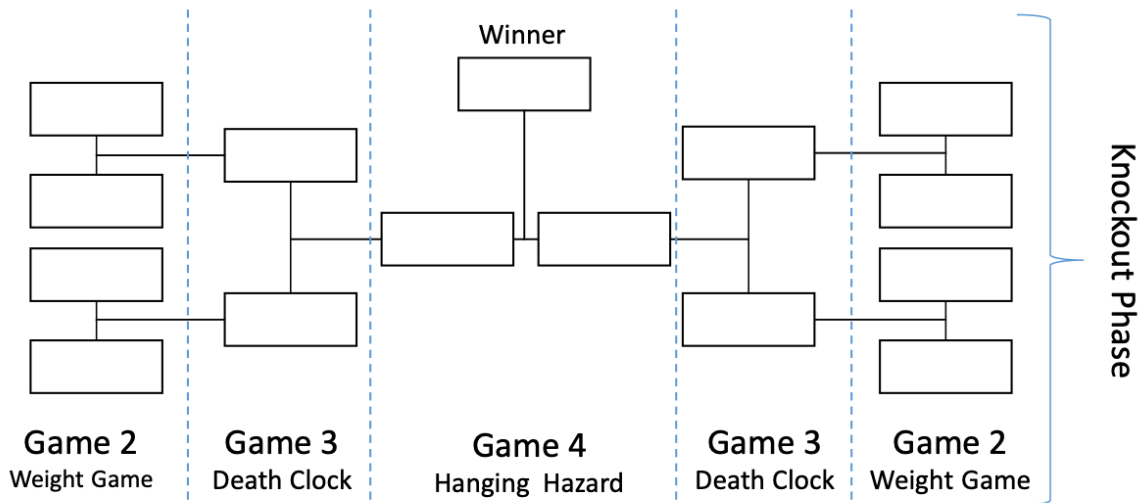 Winner
Knockout Phase
Game 2
Weight Game
Game 3
Death Clock
Game 4
Hanging Hazard
Game 3
Death Clock
Game 2
Weight Game